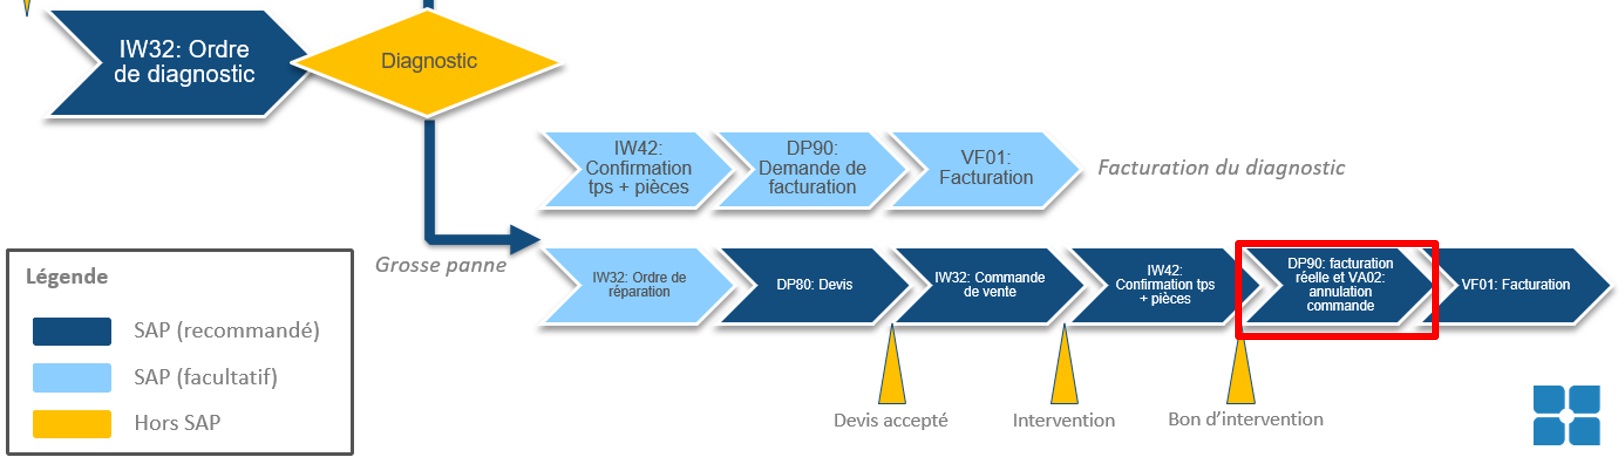 IW32: Ordre
de diagnostic
Diagnostic
IW42:
Confirmation
tps + pièces
DP90:
Demande de
facturation
VF01:
Facturation
Facturation du diagnostic
Grosse panne
IW32: Ordre de
réparation
DP80: Devis
IW32: Commande
de vente
IW42:
Confirmation tps
+ pièces
DP90: facturation
réelle et VA02:
annulation
commande
VF01: Facturation
Devis accepté
Intervention
Bon d’intervention
Légende
SAP (recommandé)
SAP (facultatif)
Hors SAP